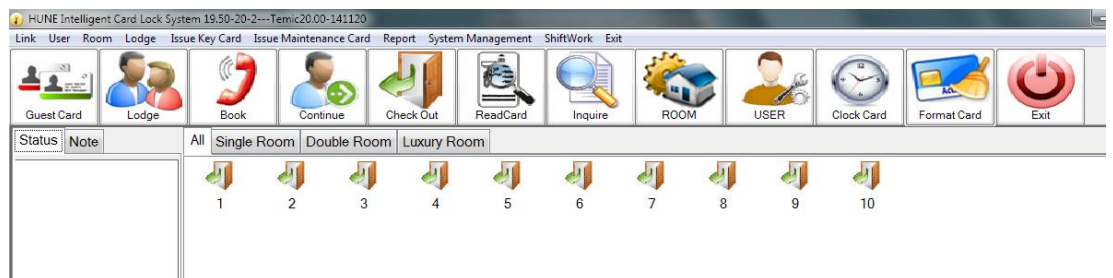 HUNE Intelligent Card Lock System 19.50-20-2---Temic20.00-141120
Link User Room Lodge Issue Key Card Issue Maintenance Card Report System Management ShiftWork Exit
Guest Card Lodge Book Continue Check Out ReadCard Inquire ROOM USER Clock Card Format Card Exit
Status Note All Single Room Double Room Luxury Room
1 2 3 4 5 6 7 8 9 10